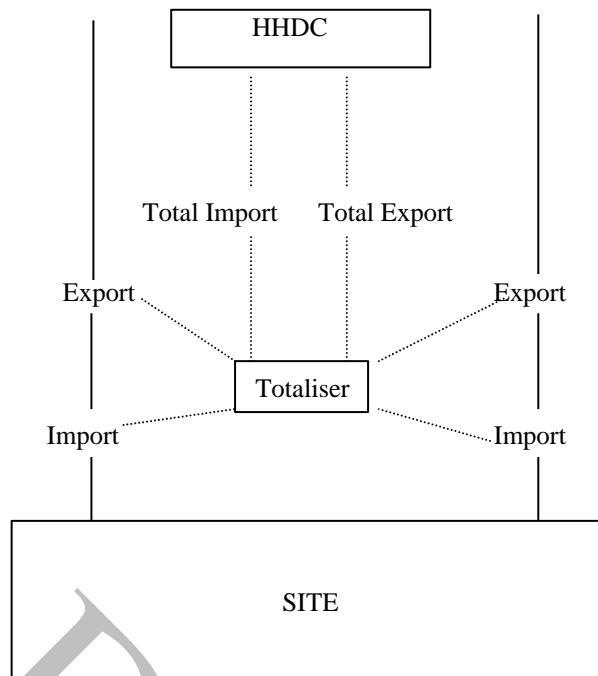 HHDC
Total Import Total Export
Export Export
Totaliser
Import Import
SITE